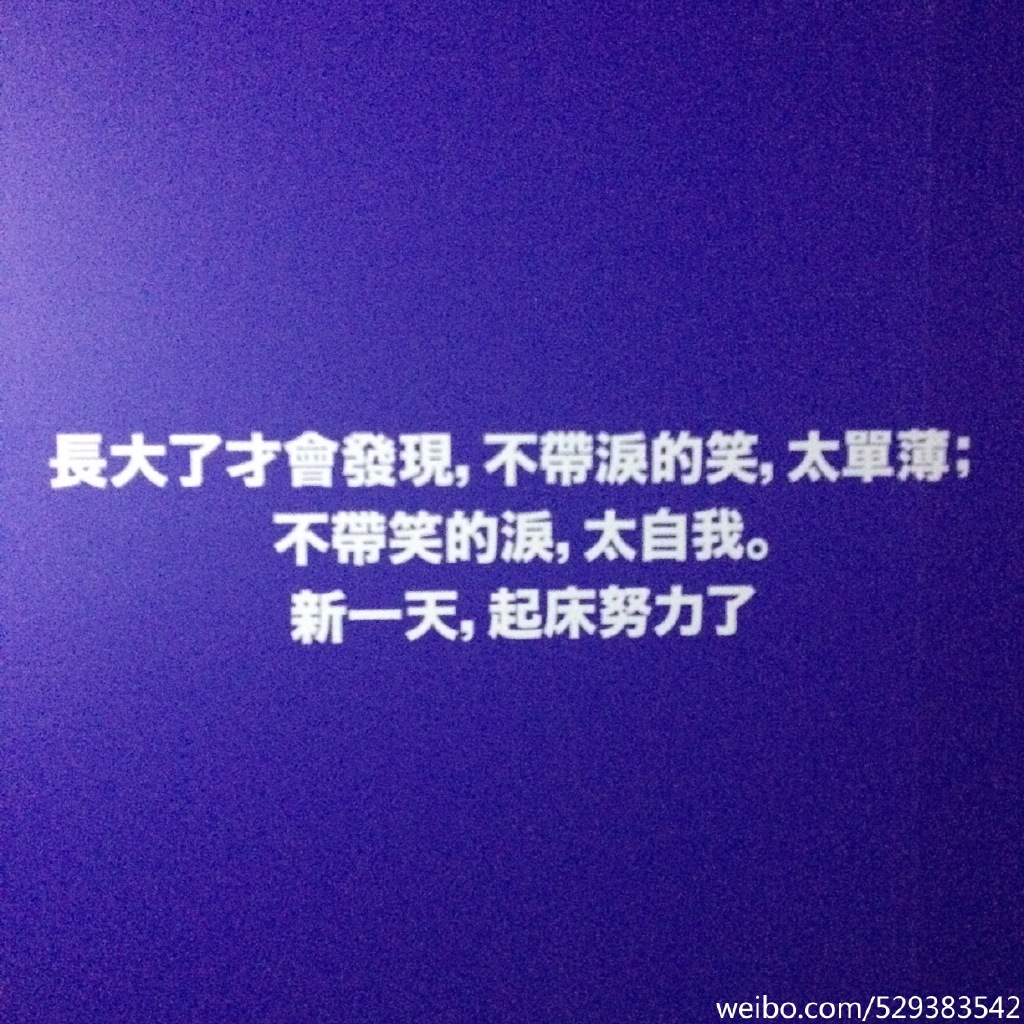 長大了才會發現, 不帶淚的笑, 太單薄;
不帶笑的淚, 太自我。
新一天, 起床努力了
weibo.com/529383542